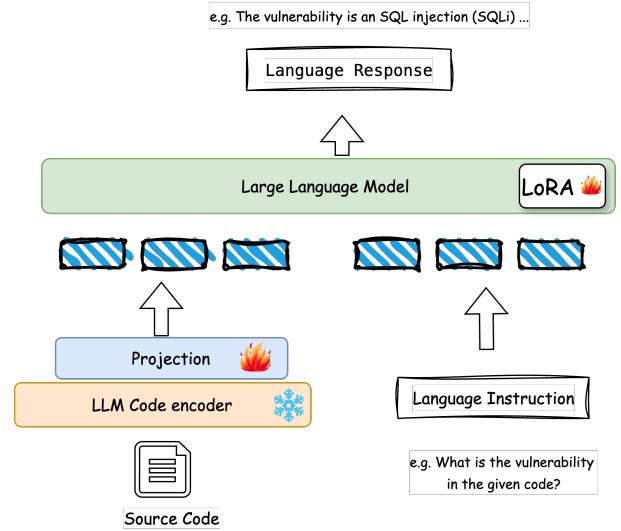 e.g. The vulnerability is an SQL injection (SQLi) ...
Language Response
Large Language Model
LoRA
Projection
LLM Code encoder
Language Instruction
e.g. What is the vulnerability
in the given code?
Source Code